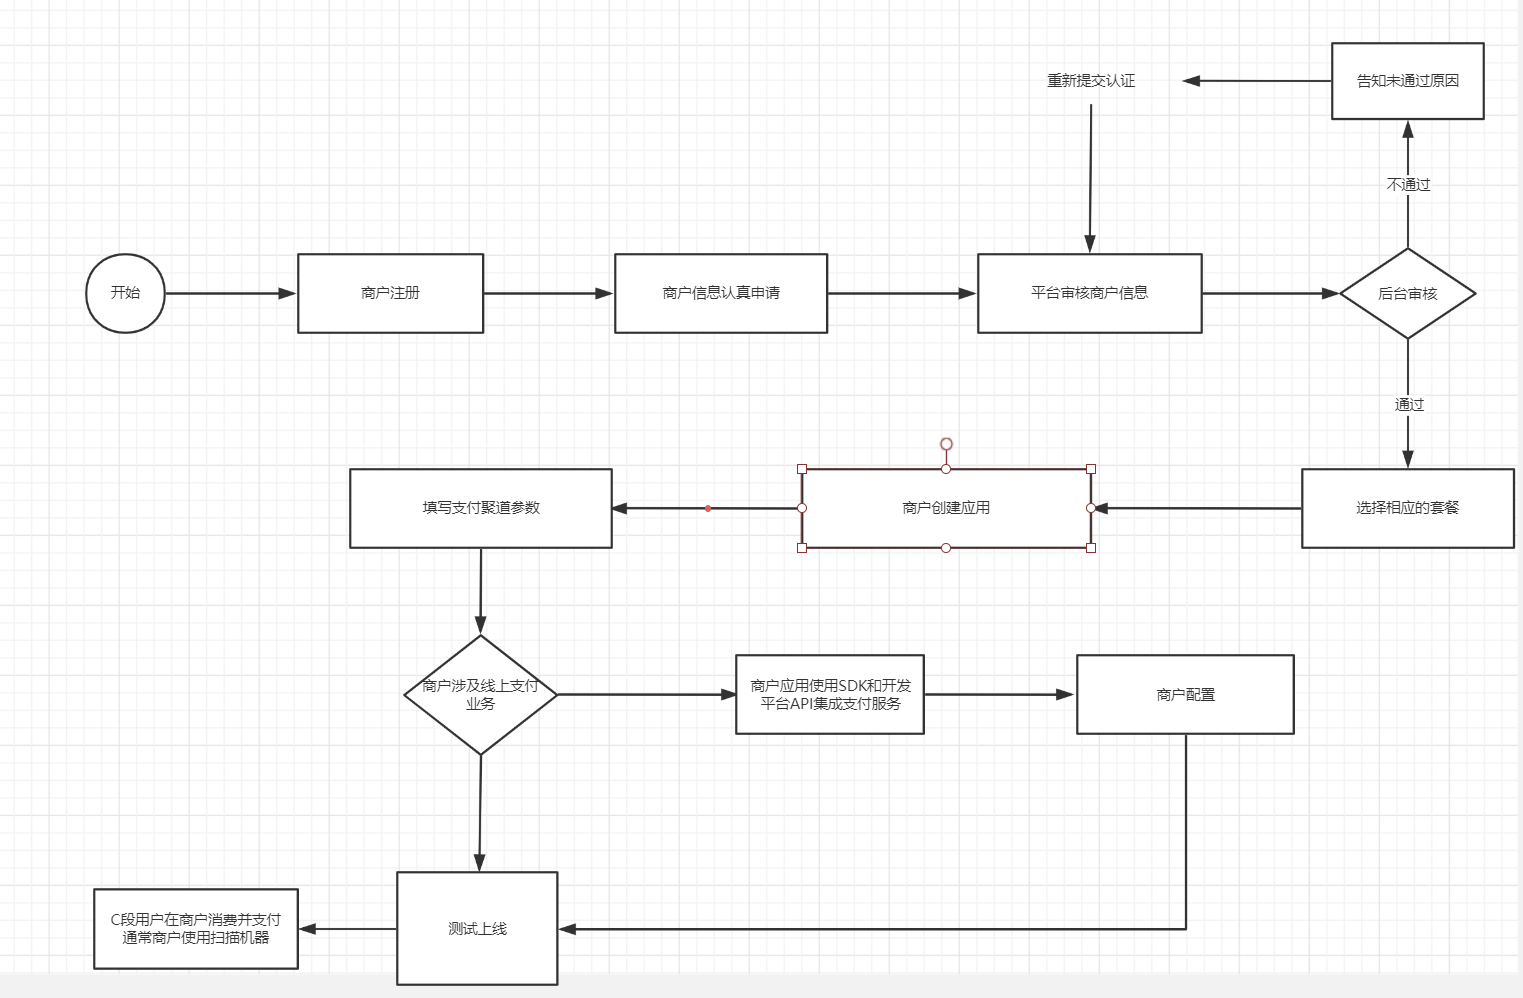 重新提交认证
告知未通过原因
不通过
开始
商户注册
商户信息认真申请
平台审核商户信息
后台审核
通过
填写支付聚道参数
商户创建应用
选择相应的套餐
商户涉及线上支付
业务
商户应用使用SDK和开发
平台API集成支付服务
商户配置
C段用户在商户消费并支付
通常商户使用扫描机器
测试上线